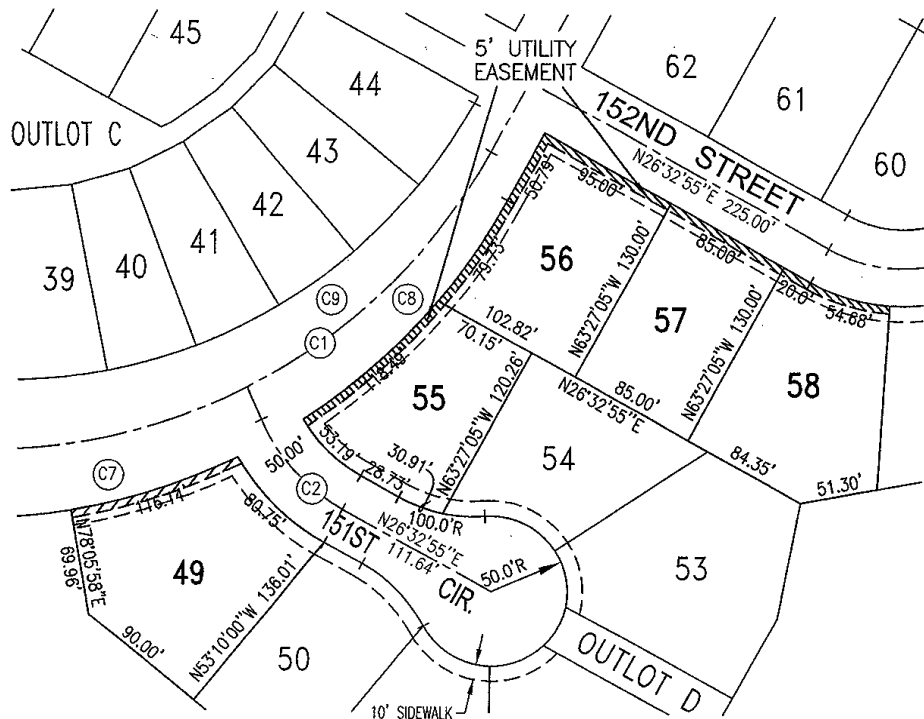 45
44
5' UTILITY
EASEMENT
62
61
60
OUTLOT C
43
42
41
40
39
152ND STREET
N26°32'55"E 225.00'
95.00'
50.79'
79.73'
56
85.00'
N63°27'05"W 130.00'
20.0'
54.68'
C9
C8
C1
102.82'
70.15'
57
N63°27'05"W 130.00'
118.49'
55
N63°27'05"W 120.26'
N26°32'55"E
85.00'
58
53.19'
30.91'
28.73'
54
84.35'
51.30'
50.00'
C7
C2
116.14'
80.75'
100.0'R
151ST CIR.
N26°32'55"E
111.64'
50.0'R
53
N78°05'58"E
69.96'
49
N53°10'00"W 136.01'
90.00'
50
OUTLOT D
10' SIDEWALK